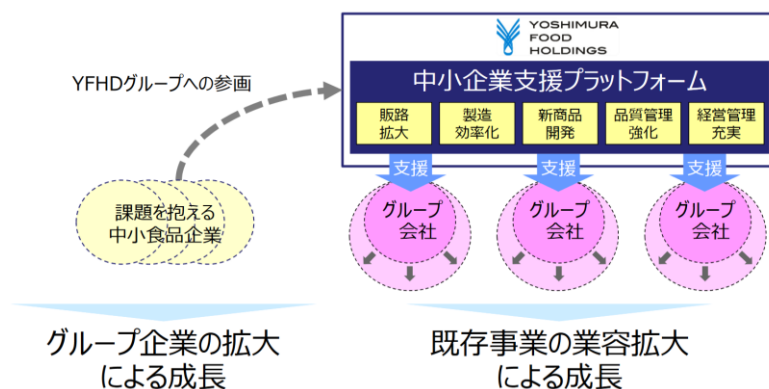 YOSHIMURA
FOOD
HOLDINGS
YFHDグループへの参画
中小企業支援プラットフォーム
販路
拡大
製造
効率化
新商品
開発
品質管理
強化
経営管理
充実
支援
支援
支援
課題を抱える
中小食品企業
グループ
会社
グループ
会社
グループ
会社
グループ企業の拡大
による成長
既存事業の業容拡大
による成長